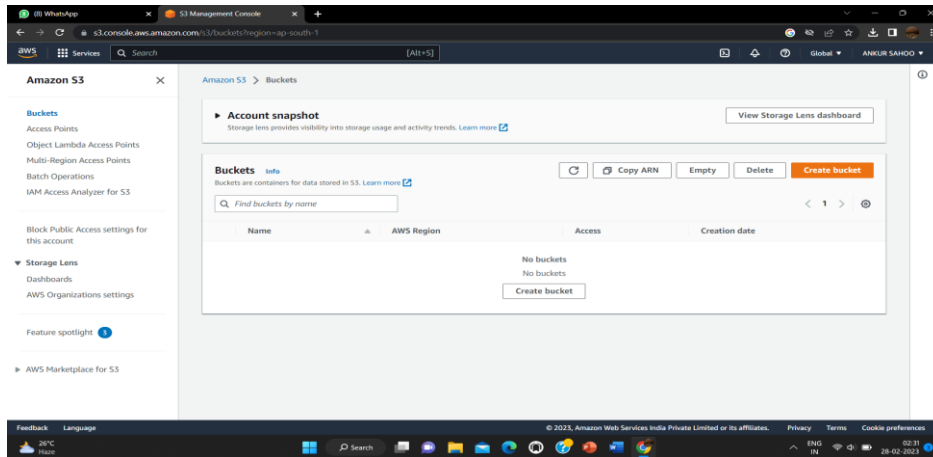 (8) WhatsApp
S3 Management Console
s3.console.aws.amazon.com/s3/buckets?region=ap-south-1
aws
Services
Search
[Alt+S]
Global
ANKUR SAHOO
Amazon S3
Buckets
Access Points
Object Lambda Access Points
Multi-Region Access Points
Batch Operations
IAM Access Analyzer for S3
Block Public Access settings for
this account
Storage Lens
Dashboards
AWS Organizations settings
Feature spotlight 3
AWS Marketplace for S3
Amazon S3 > Buckets
Account snapshot
Storage lens provides visibility into storage usage and activity trends. Learn more
View Storage Lens dashboard
Buckets Info
Buckets are containers for data stored in S3. Learn more
Copy ARN
Empty
Delete
Create bucket
Find buckets by name
1
Name
AWS Region
Access
Creation date
No buckets
No buckets
Create bucket
Feedback Language
© 2023, Amazon Web Services India Private Limited or its affiliates.
Privacy Terms Cookie preferences
26°C
Haze
Search
ENG
IN
02:31
28-02-2023